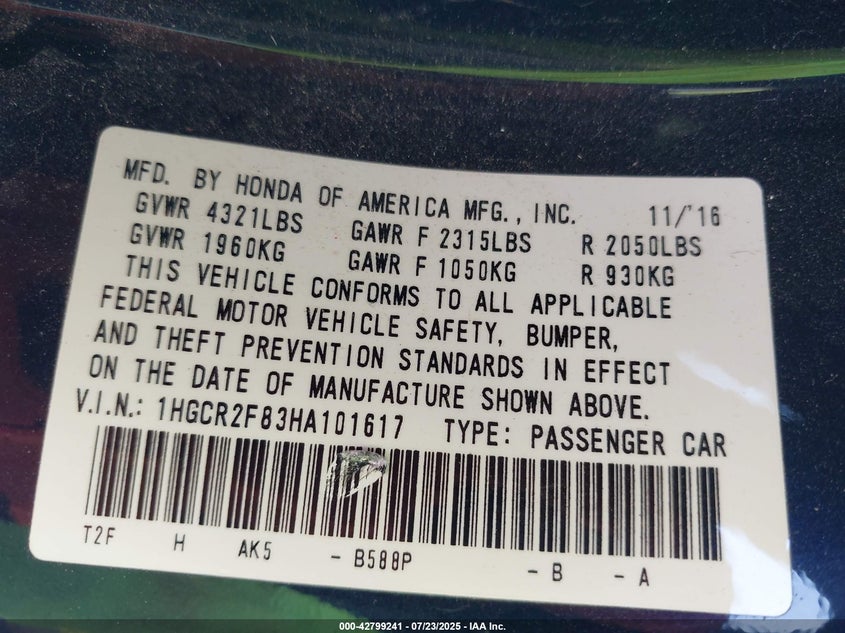 MFD. BY HONDA OF AMERICA MFG., INC. 11/'16
GVWR 4321LBS GAWR F 2315LBS R 2050LBS
GVWR 1960KG GAWR F 1050KG R 930KG
THIS VEHICLE CONFORMS TO ALL APPLICABLE
FEDERAL MOTOR VEHICLE SAFETY, BUMPER,
AND THEFT PREVENTION STANDARDS IN EFFECT
ON THE DATE OF MANUFACTURE SHOWN ABOVE.
V.I.N.: 1HGCR2F83HA101617 TYPE: PASSENGER CAR
T2F H AK5 - B588P - B - A
000-42799241 - 07/23/2025 - IAA Inc.